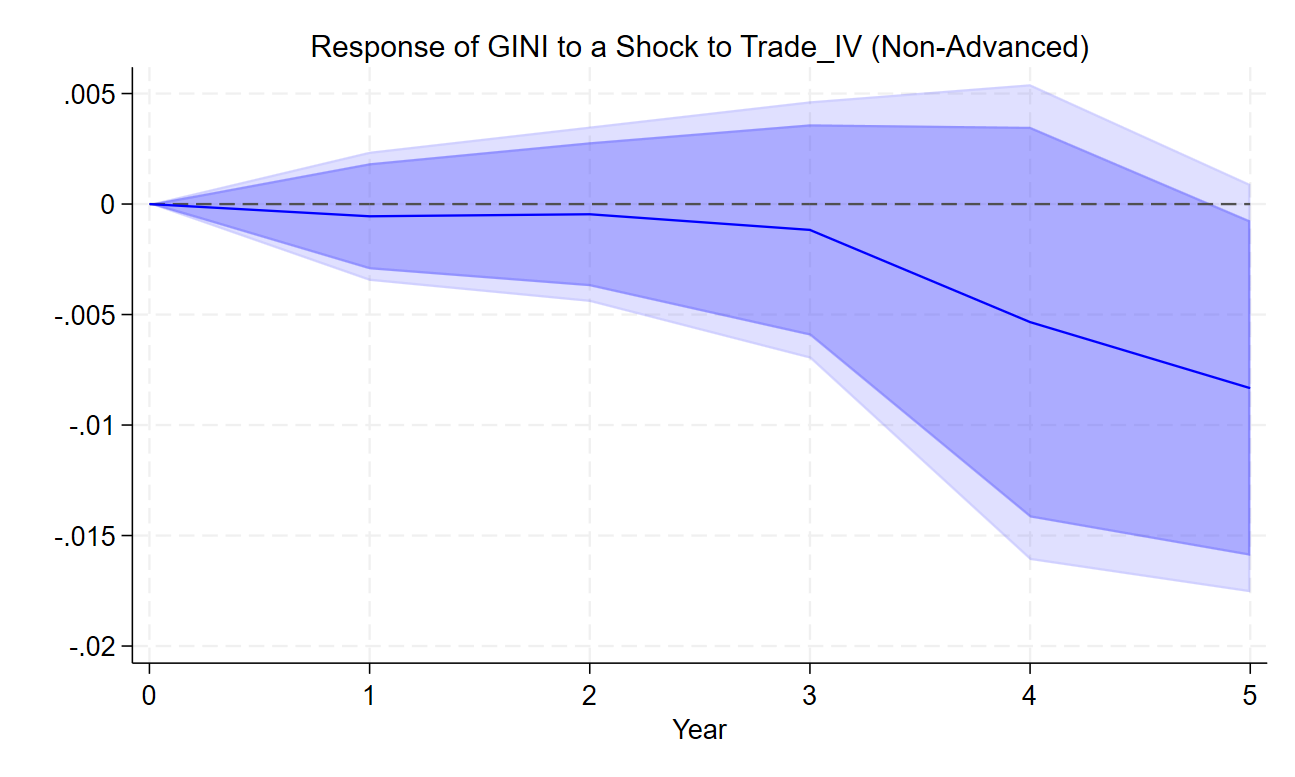 Response of GINI to a Shock to Trade_IV (Non-Advanced)
.005
0
-.005
-.01
-.015
-.02
0 1 2 3 4 5
Year